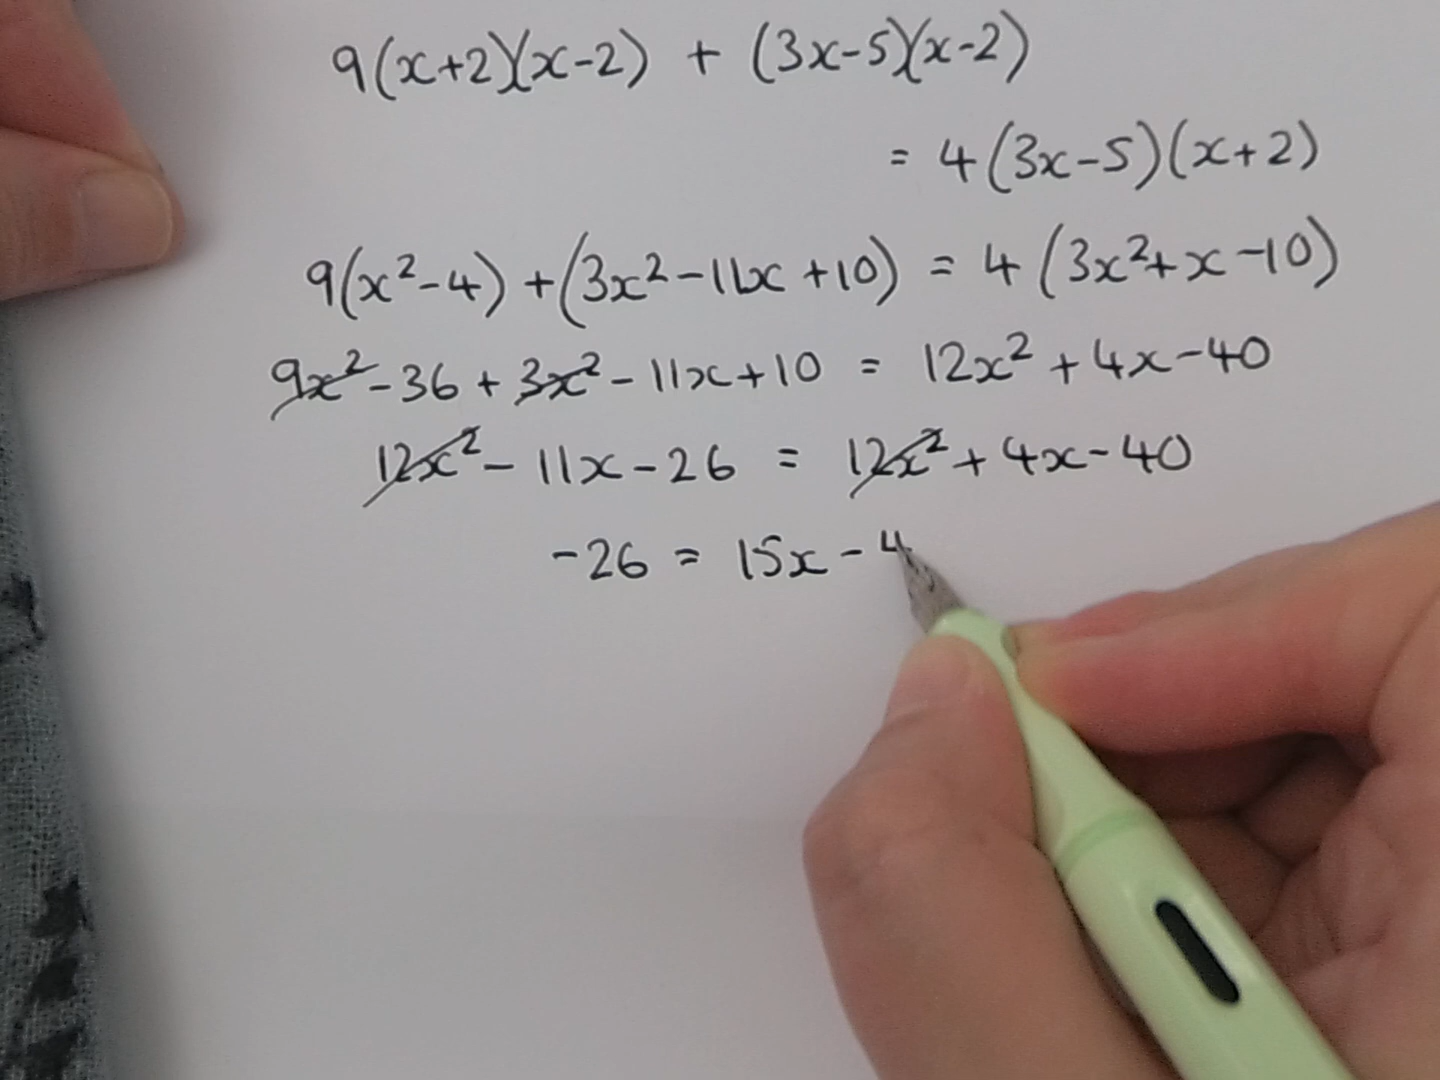 9(x+2)(x-2) + (3x-5)(x-2)
= 4(3x-5)(x+2)
9(x²-4) + (3x²-11x+10) = 4(3x²+x-10)
9x²-36 + 3x²-11x+10 = 12x²+4x-40
12x²-11x-26 = 12x²+4x-40
-26 = 15x-4